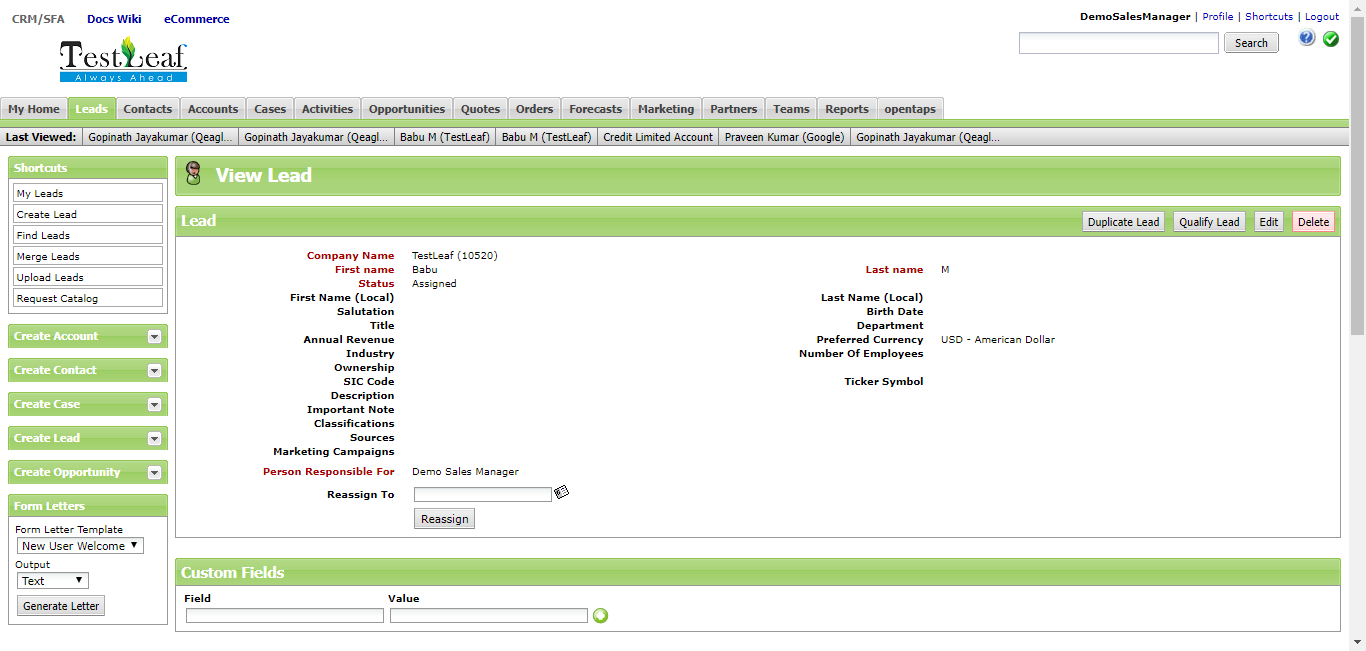 CRM/SFA Docs Wiki eCommerce
DemoSalesManager | Profile | Shortcuts | Logout
TestLeaf
Always Ahead
Search
My Home Leads Contacts Accounts Cases Activities Opportunities Quotes Orders Forecasts Marketing Partners Teams Reports opentaps
Last Viewed: Gopinath Jayakumar (Qeagl... Gopinath Jayakumar (Qeagl... Babu M (TestLeaf) Babu M (TestLeaf) Credit Limited Account Praveen Kumar (Google) Gopinath Jayakumar (Qeagl...
Shortcuts
My Leads
Create Lead
Find Leads
Merge Leads
Upload Leads
Request Catalog
Create Account
Create Contact
Create Case
Create Lead
Create Opportunity
Form Letters
Form Letter Template
New User Welcome
Output
Text
Generate Letter
View Lead
Lead Duplicate Lead Qualify Lead Edit Delete
Company Name TestLeaf (10520)
First name Babu Last name M
Status Assigned
First Name (Local) Last Name (Local)
Salutation Birth Date
Title Department
Annual Revenue Preferred Currency USD - American Dollar
Industry Number Of Employees
Ownership
SIC Code Ticker Symbol
Description
Important Note
Classifications
Sources
Marketing Campaigns
Person Responsible For Demo Sales Manager
Reassign To
Reassign
Custom Fields
Field Value